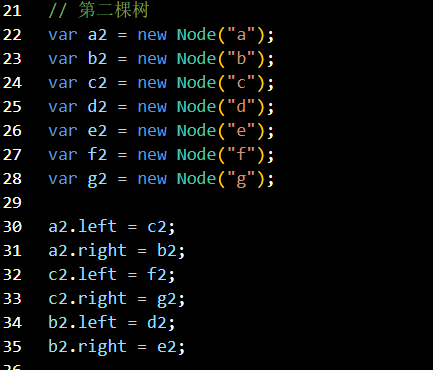 21 // 第二棵树
22 var a2 = new Node("a");
23 var b2 = new Node("b");
24 var c2 = new Node("c");
25 var d2 = new Node("d");
26 var e2 = new Node("e");
27 var f2 = new Node("f");
28 var g2 = new Node("g");
29
30 a2.left = c2;
31 a2.right = b2;
32 c2.left = f2;
33 c2.right = g2;
34 b2.left = d2;
35 b2.right = e2;